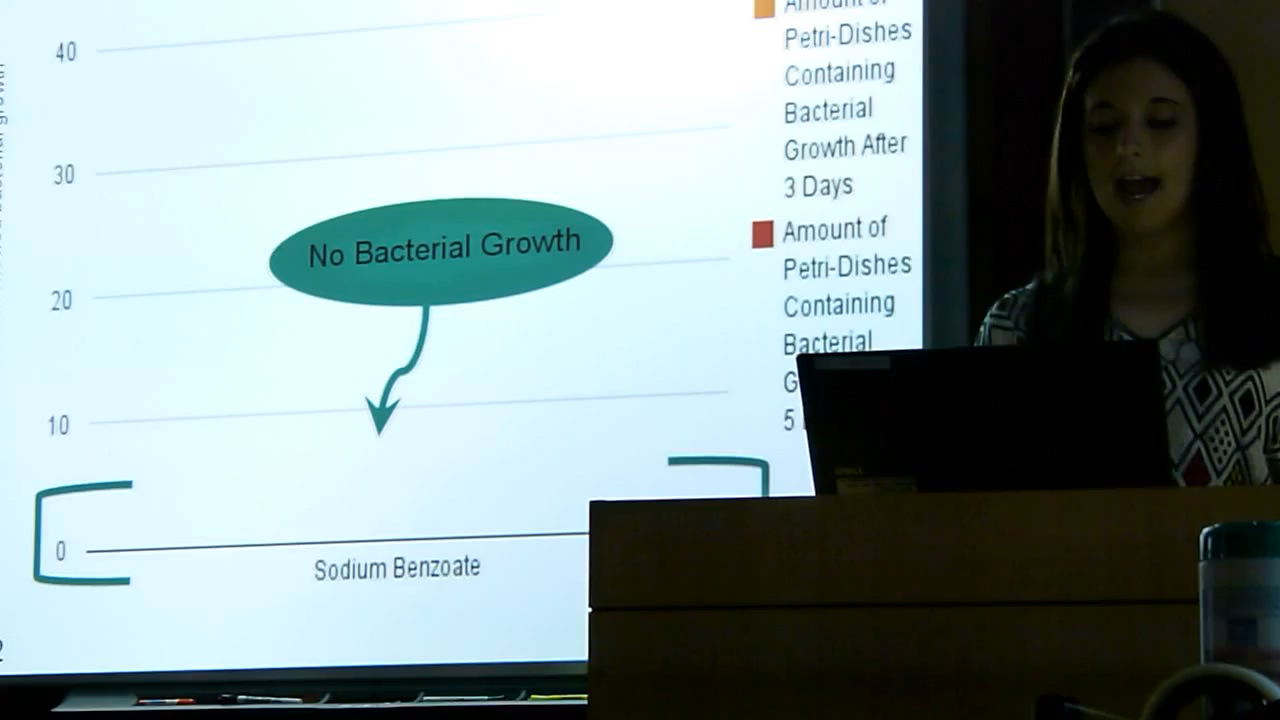 40
30
20
10
0
No Bacterial Growth
Sodium Benzoate
Amount of
Petri-Dishes
Containing
Bacterial
Growth After
3 Days
Amount of
Petri-Dishes
Containing
Bacterial
G
5
DELL